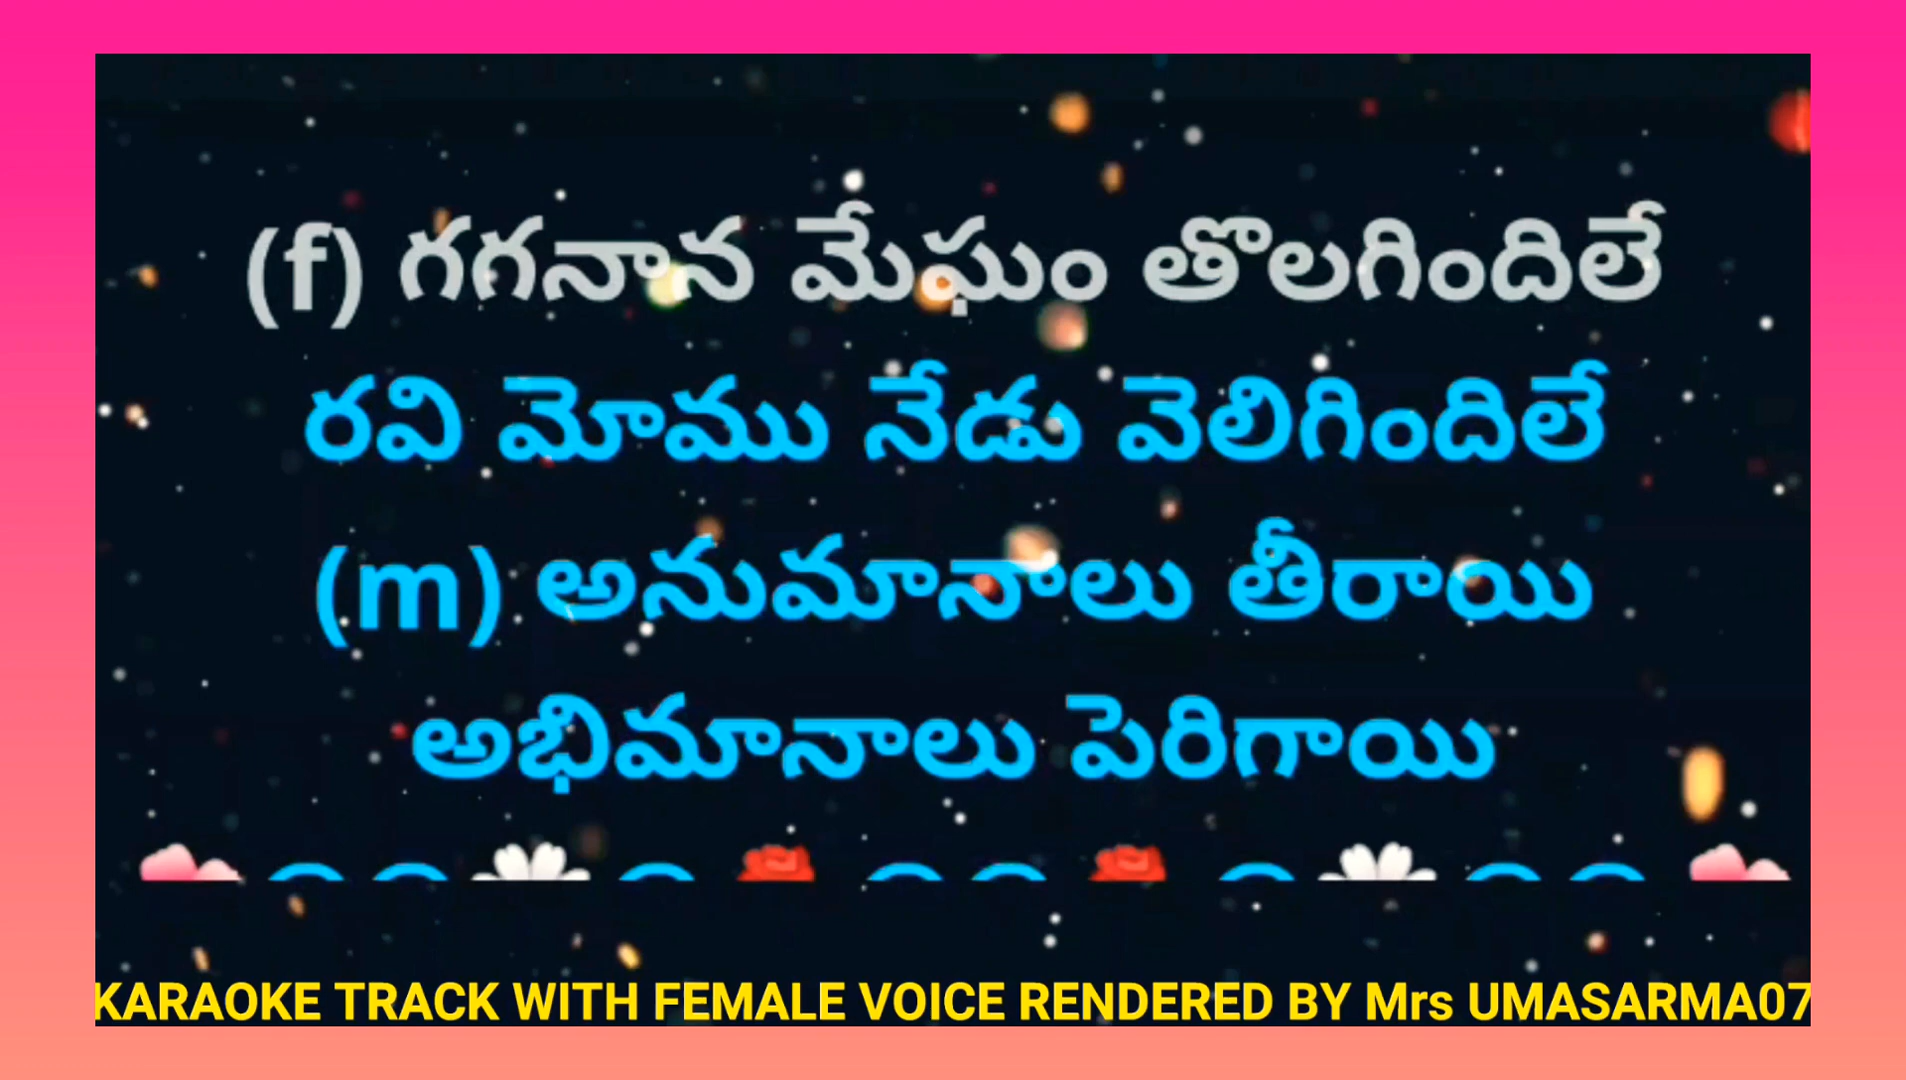 (f) గగనాన మేఘం తొలగిందిలే
రవి మోము నేడు వెలిగిందిలే
(m) అనుమానాలు తీరాయి
అభిమానాలు పెరిగాయి
KARAOKE TRACK WITH FEMALE VOICE RENDERED BY Mrs UMASARMA07